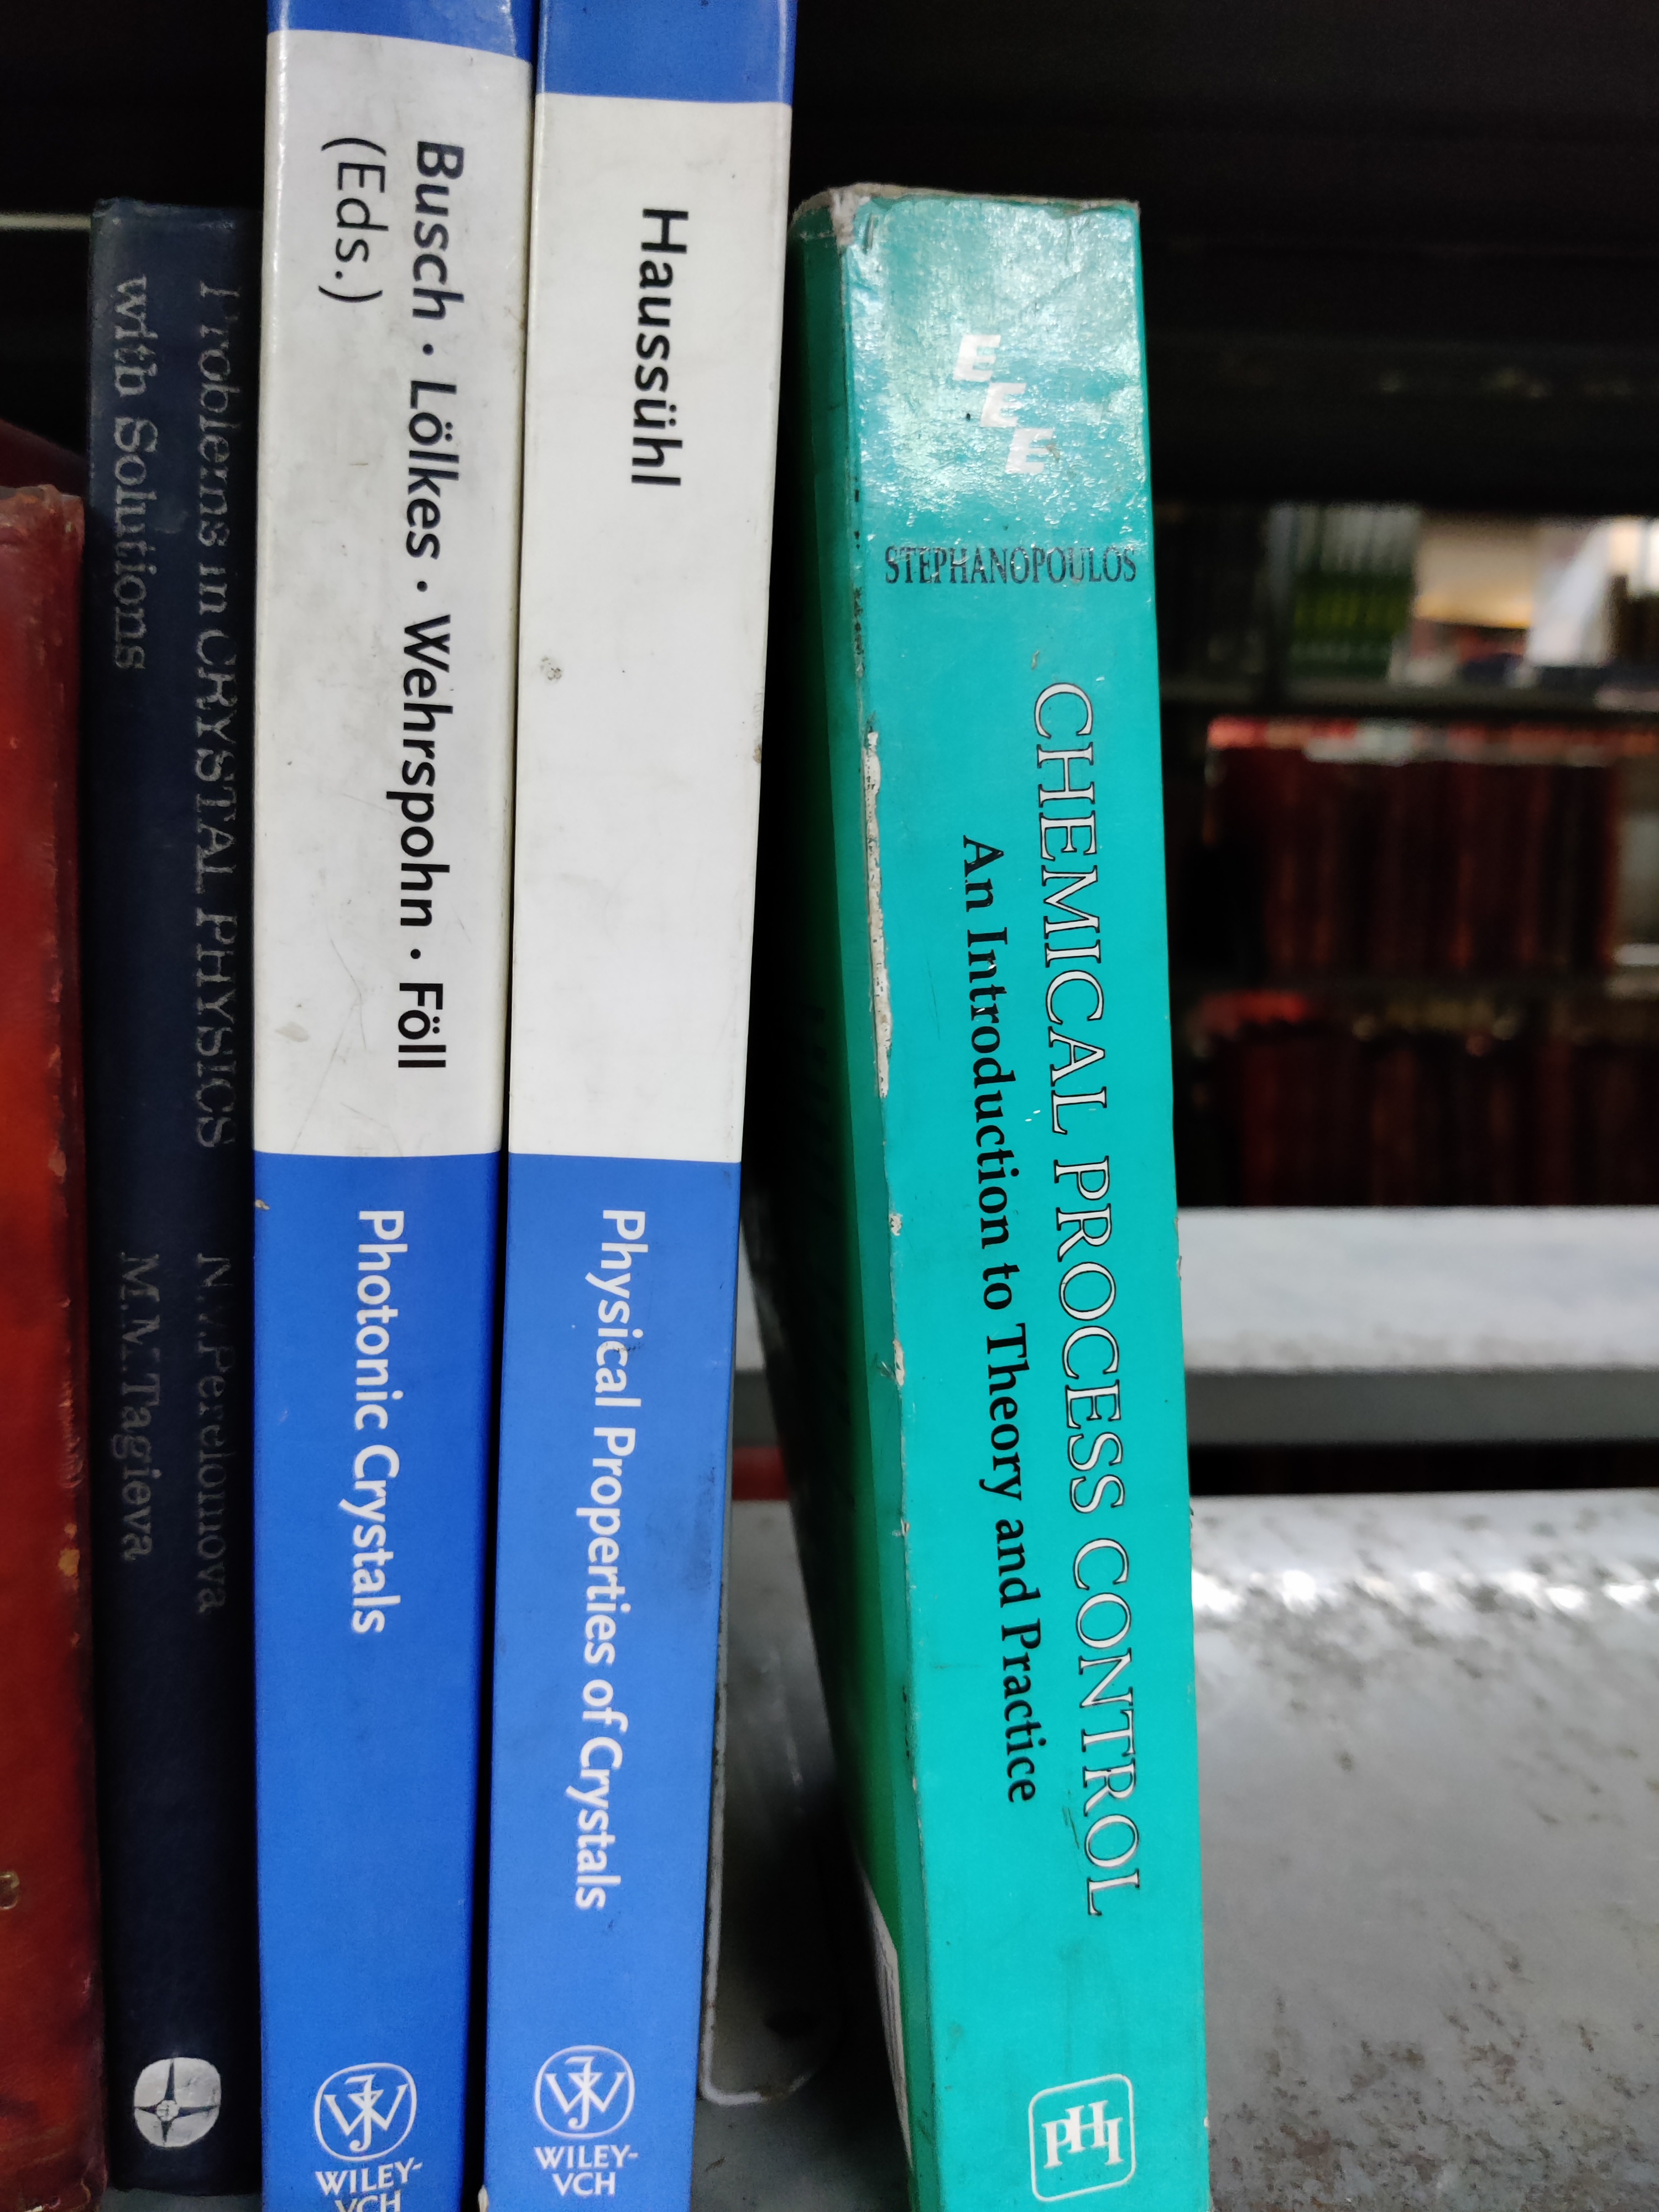 Problems in CRYSTAL PHYSICS
with Solutions
N.V.Perelomova
M.M.Tagieva
Busch · Lölkes · Wehrspohn · Föll
(Eds.)
Photonic Crystals
WILEY-
VCH
Haussühl
Physical Properties of Crystals
WILEY-
VCH
EEE
STEPHANOPOULOS
CHEMICAL PROCESS CONTROL
An Introduction to Theory and Practice
PHI